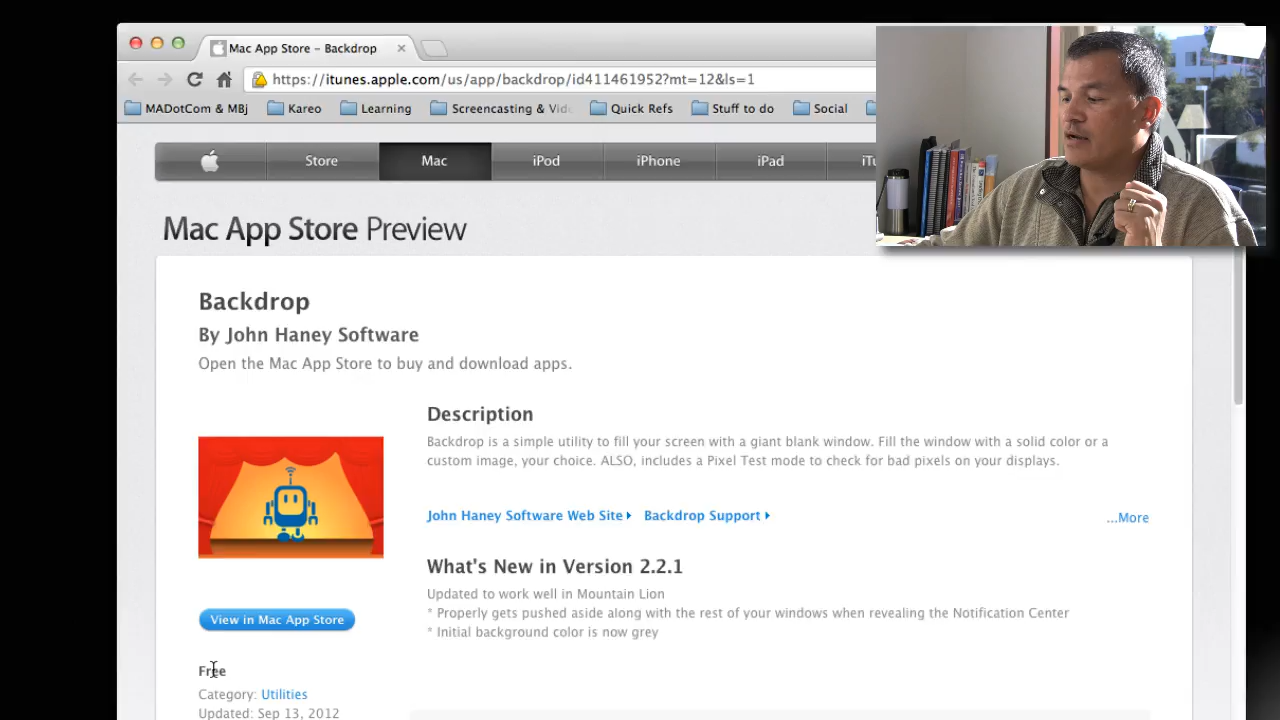 Mac App Store – Backdrop
https://itunes.apple.com/us/app/backdrop/id411461952?mt=12&ls=1
MADotCom & MBJ Kareo Learning Screencasting & Vid Quick Refs Stuff to do Social
Store Mac iPod iPhone iPad iTu
Mac App Store Preview
Backdrop
By John Haney Software
Open the Mac App Store to buy and download apps.
Description
Backdrop is a simple utility to fill your screen with a giant blank window. Fill the window with a solid color or a
custom image, your choice. ALSO, includes a Pixel Test mode to check for bad pixels on your displays.
John Haney Software Web Site Backdrop Support ...More
What's New in Version 2.2.1
Updated to work well in Mountain Lion
* Properly gets pushed aside along with the rest of your windows when revealing the Notification Center
* Initial background color is now grey
View in Mac App Store
Free
Category: Utilities
Updated: Sep 13, 2012